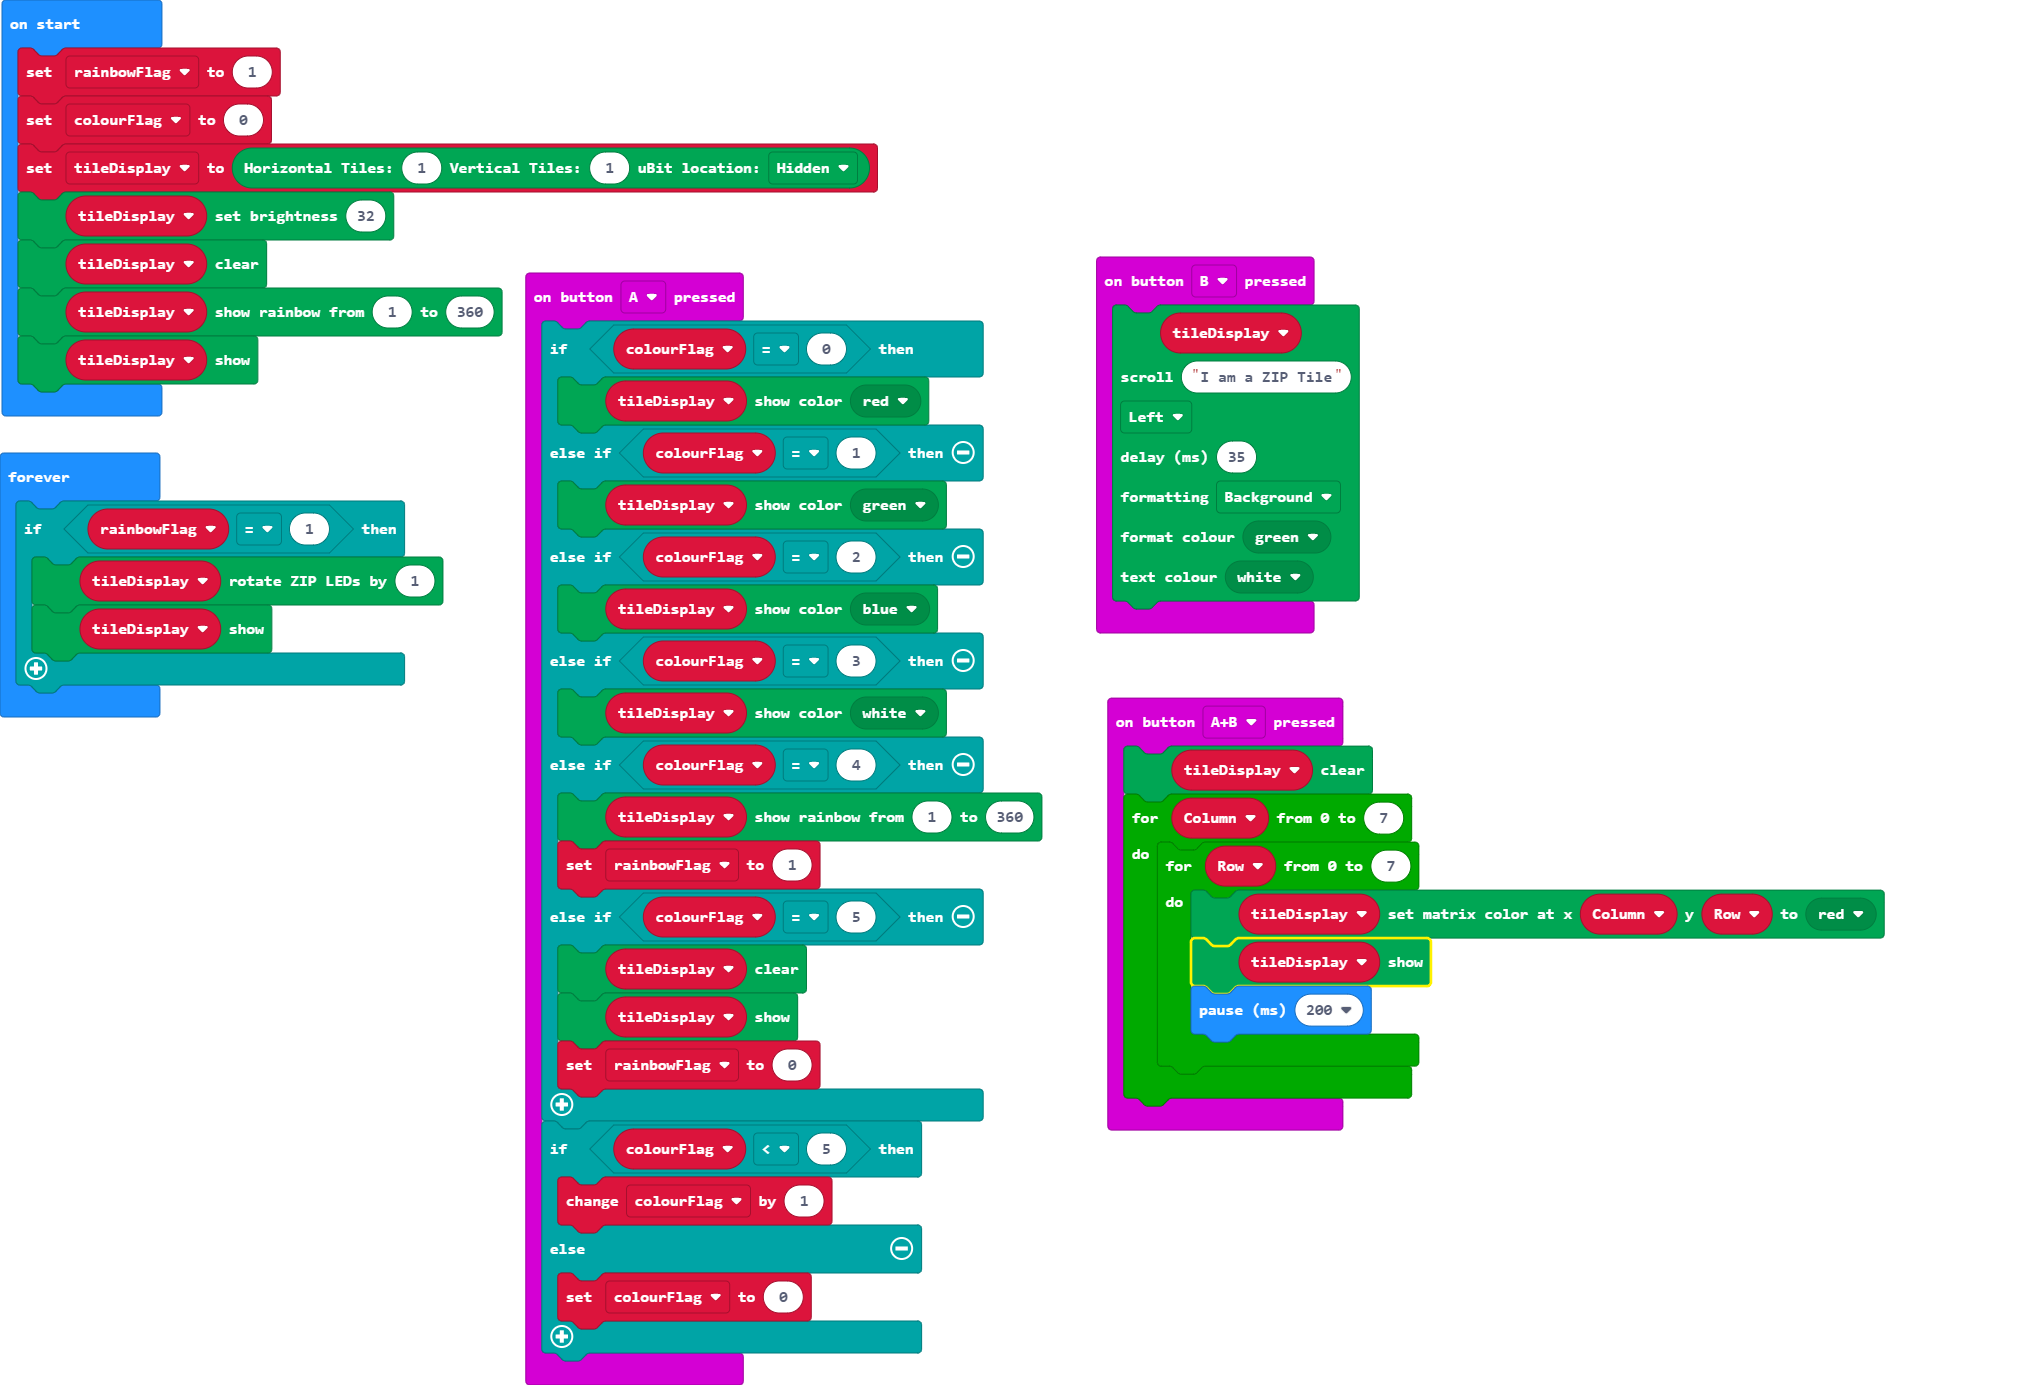 on start
set rainbowFlag to 1
set colourFlag to 0
set tileDisplay to Horizontal Tiles: 1 Vertical Tiles: 1 uBit location: Hidden
tileDisplay set brightness 32
tileDisplay clear
tileDisplay show rainbow from 1 to 360
tileDisplay show
forever
if rainbowFlag = 1 then
tileDisplay rotate ZIP LEDs by 1
tileDisplay show
on button A pressed
if colourFlag = 0 then
tileDisplay show color red
else if colourFlag = 1 then
tileDisplay show color green
else if colourFlag = 2 then
tileDisplay show color blue
else if colourFlag = 3 then
tileDisplay show color white
else if colourFlag = 4 then
tileDisplay show rainbow from 1 to 360
set rainbowFlag to 1
else if colourFlag = 5 then
tileDisplay clear
tileDisplay show
set rainbowFlag to 0
if colourFlag < 5 then
change colourFlag by 1
else
set colourFlag to 0
on button B pressed
tileDisplay
scroll "I am a ZIP Tile"
Left
delay (ms) 35
formatting Background
format colour green
text colour white
on button A+B pressed
tileDisplay clear
for Column from 0 to 7
do for Row from 0 to 7
do tileDisplay set matrix color at x Column y Row to red
tileDisplay show
pause (ms) 200